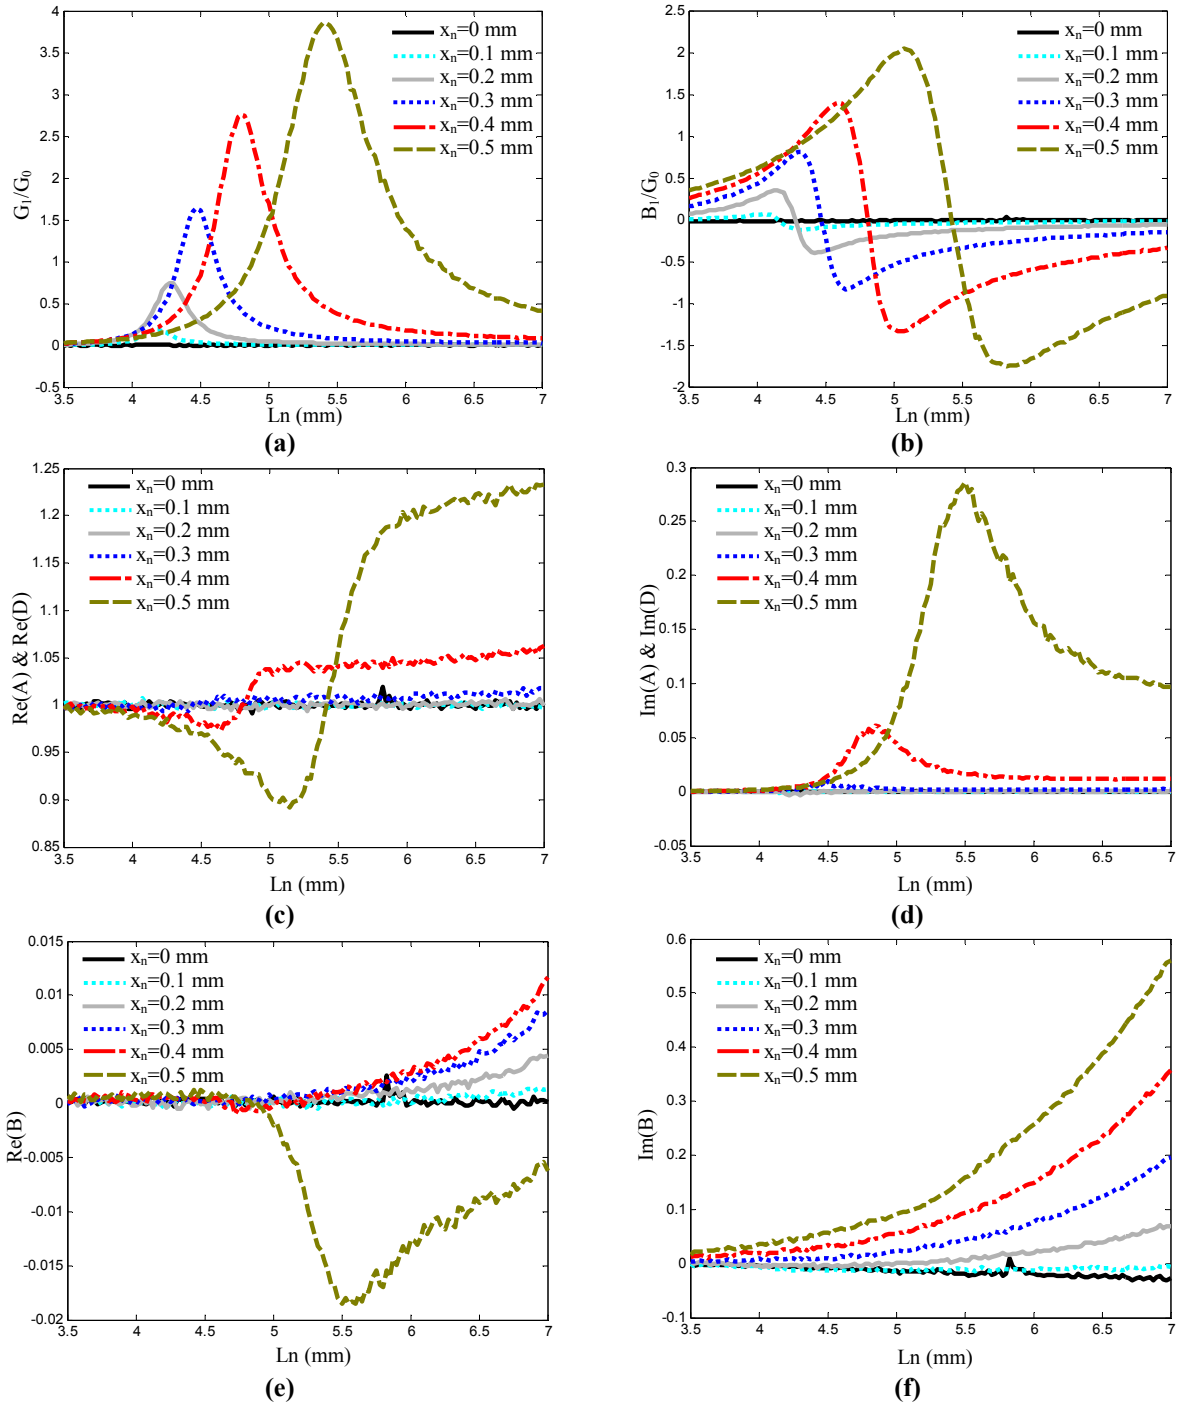 4
3.5
3
2.5
2
1.5
1
0.5
0
-0.5
G₁/G₀
xₙ=0 mm
xₙ=0.1 mm
xₙ=0.2 mm
xₙ=0.3 mm
xₙ=0.4 mm
xₙ=0.5 mm
3.5 4 4.5 5 5.5 6 6.5 7
Ln (mm)
(a)
2.5
2
1.5
1
0.5
0
-0.5
-1
-1.5
-2
B₁/G₀
xₙ=0 mm
xₙ=0.1 mm
xₙ=0.2 mm
xₙ=0.3 mm
xₙ=0.4 mm
xₙ=0.5 mm
3.5 4 4.5 5 5.5 6 6.5 7
Ln (mm)
(b)
1.25
1.2
1.15
1.1
1.05
1
0.95
0.9
0.85
Re(A) & Re(D)
xₙ=0 mm
xₙ=0.1 mm
xₙ=0.2 mm
xₙ=0.3 mm
xₙ=0.4 mm
xₙ=0.5 mm
3.5 4 4.5 5 5.5 6 6.5 7
Ln (mm)
(c)
0.3
0.25
0.2
0.15
0.1
0.05
0
-0.05
Im(A) & Im(D)
xₙ=0 mm
xₙ=0.1 mm
xₙ=0.2 mm
xₙ=0.3 mm
xₙ=0.4 mm
xₙ=0.5 mm
3.5 4 4.5 5 5.5 6 6.5 7
Ln (mm)
(d)
0.015
0.01
0.005
0
-0.005
-0.01
-0.015
-0.02
Re(B)
xₙ=0 mm
xₙ=0.1 mm
xₙ=0.2 mm
xₙ=0.3 mm
xₙ=0.4 mm
xₙ=0.5 mm
3.5 4 4.5 5 5.5 6 6.5 7
Ln (mm)
(e)
0.6
0.5
0.4
0.3
0.2
0.1
0
-0.1
Im(B)
xₙ=0 mm
xₙ=0.1 mm
xₙ=0.2 mm
xₙ=0.3 mm
xₙ=0.4 mm
xₙ=0.5 mm
3.5 4 4.5 5 5.5 6 6.5 7
Ln (mm)
(f)